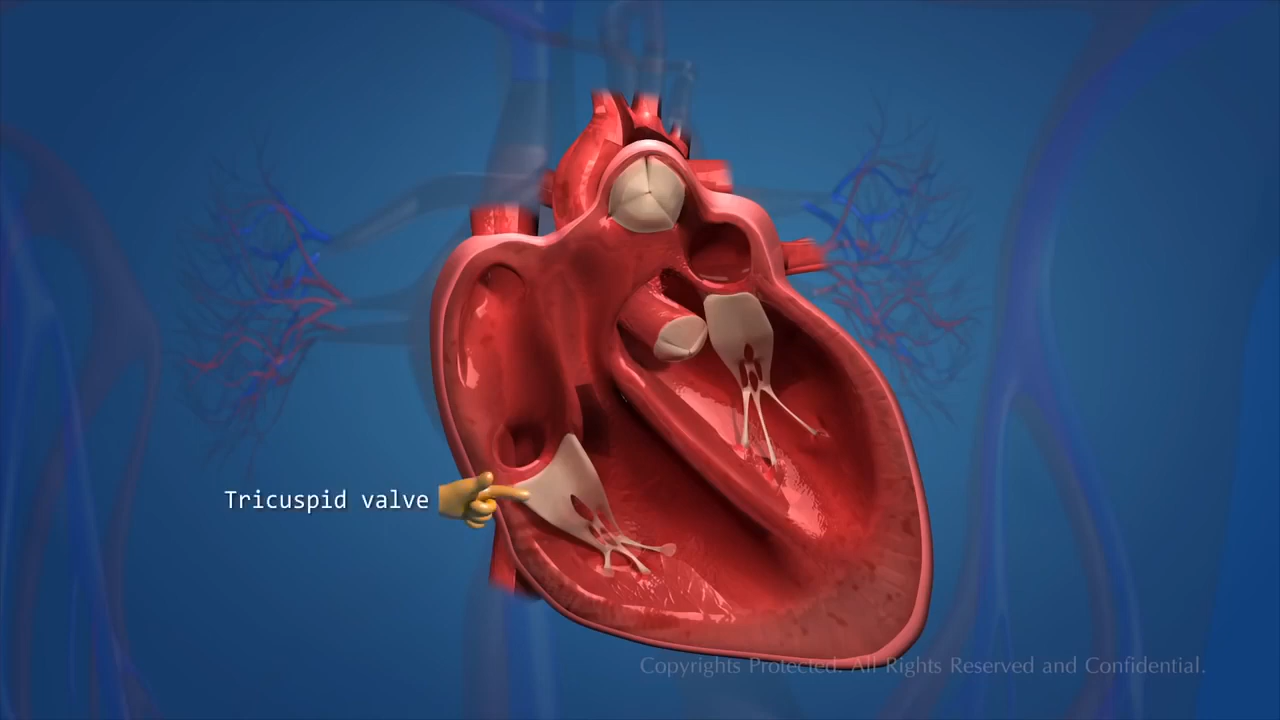 Tricuspid valve
Copyrights Protected. All Rights Reserved and Confidential.